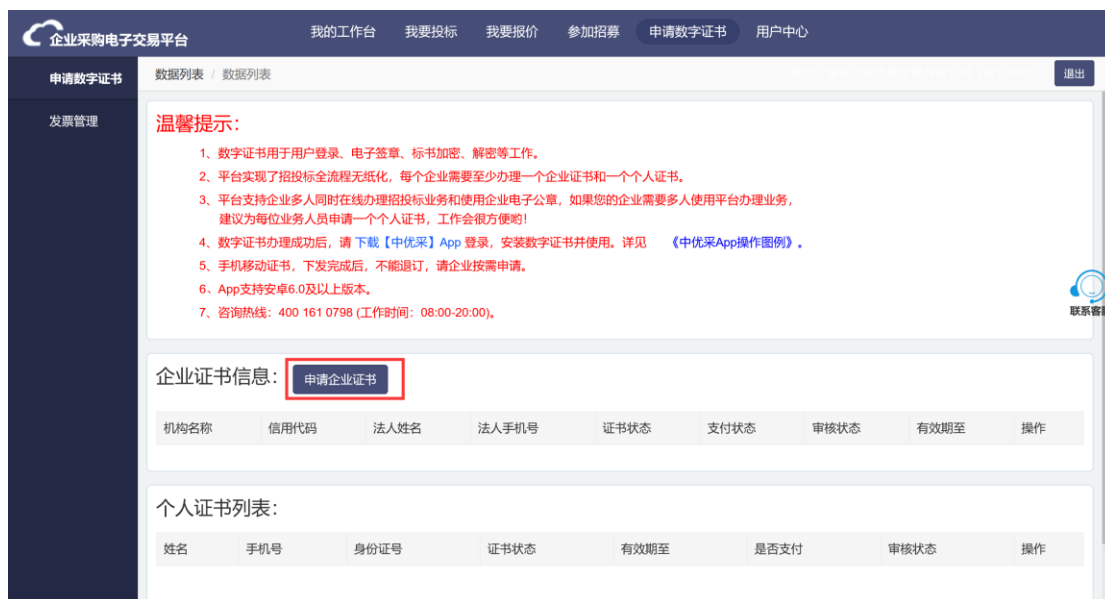 企业采购电子交易平台
我的工作台 我要投标 我要报价 参加招募 申请数字证书 用户中心
申请数字证书
发票管理
数据列表 / 数据列表
退出
温馨提示：
1、数字证书用于用户登录、电子签章、标书加密、解密等工作。
2、平台实现了招投标全流程无纸化，每个企业需要至少办理一个企业证书和一个个人证书。
3、平台支持企业多人同时在线办理招投标业务和使用企业电子公章，如果您的企业需要多人使用平台办理业务，
建议为每位业务人员申请一个个人证书，工作会很方便哟！
4、数字证书办理成功后，请 下载【中优采】App 登录，安装数字证书并使用。详见 《中优采App操作图例》。
5、手机移动证书，下发完成后，不能退订，请企业按需申请。
6、App支持安卓6.0及以上版本。
7、咨询热线：400 161 0798 (工作时间：08:00-20:00)。
联系客服
企业证书信息： 申请企业证书
机构名称 信用代码 法人姓名 法人手机号 证书状态 支付状态 审核状态 有效期至 操作
个人证书列表：
姓名 手机号 身份证号 证书状态 有效期至 是否支付 审核状态 操作